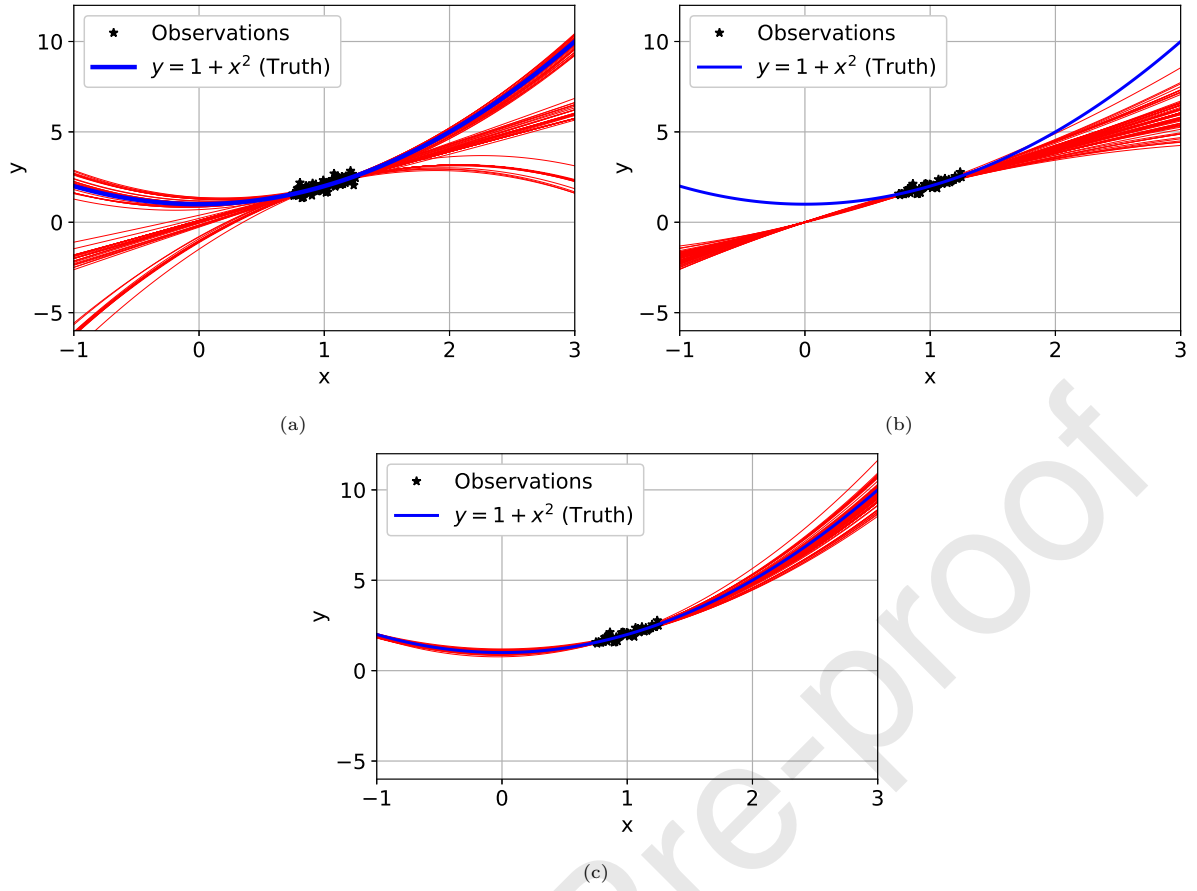 10
5
0
−5
y
Observations
y = 1 + x² (Truth)
−1 0 1 2 3
x
(a)
10
5
0
−5
y
Observations
y = 1 + x² (Truth)
−1 0 1 2 3
x
(b)
10
5
0
−5
y
Observations
y = 1 + x² (Truth)
−1 0 1 2 3
x
(c)
Pre-proof